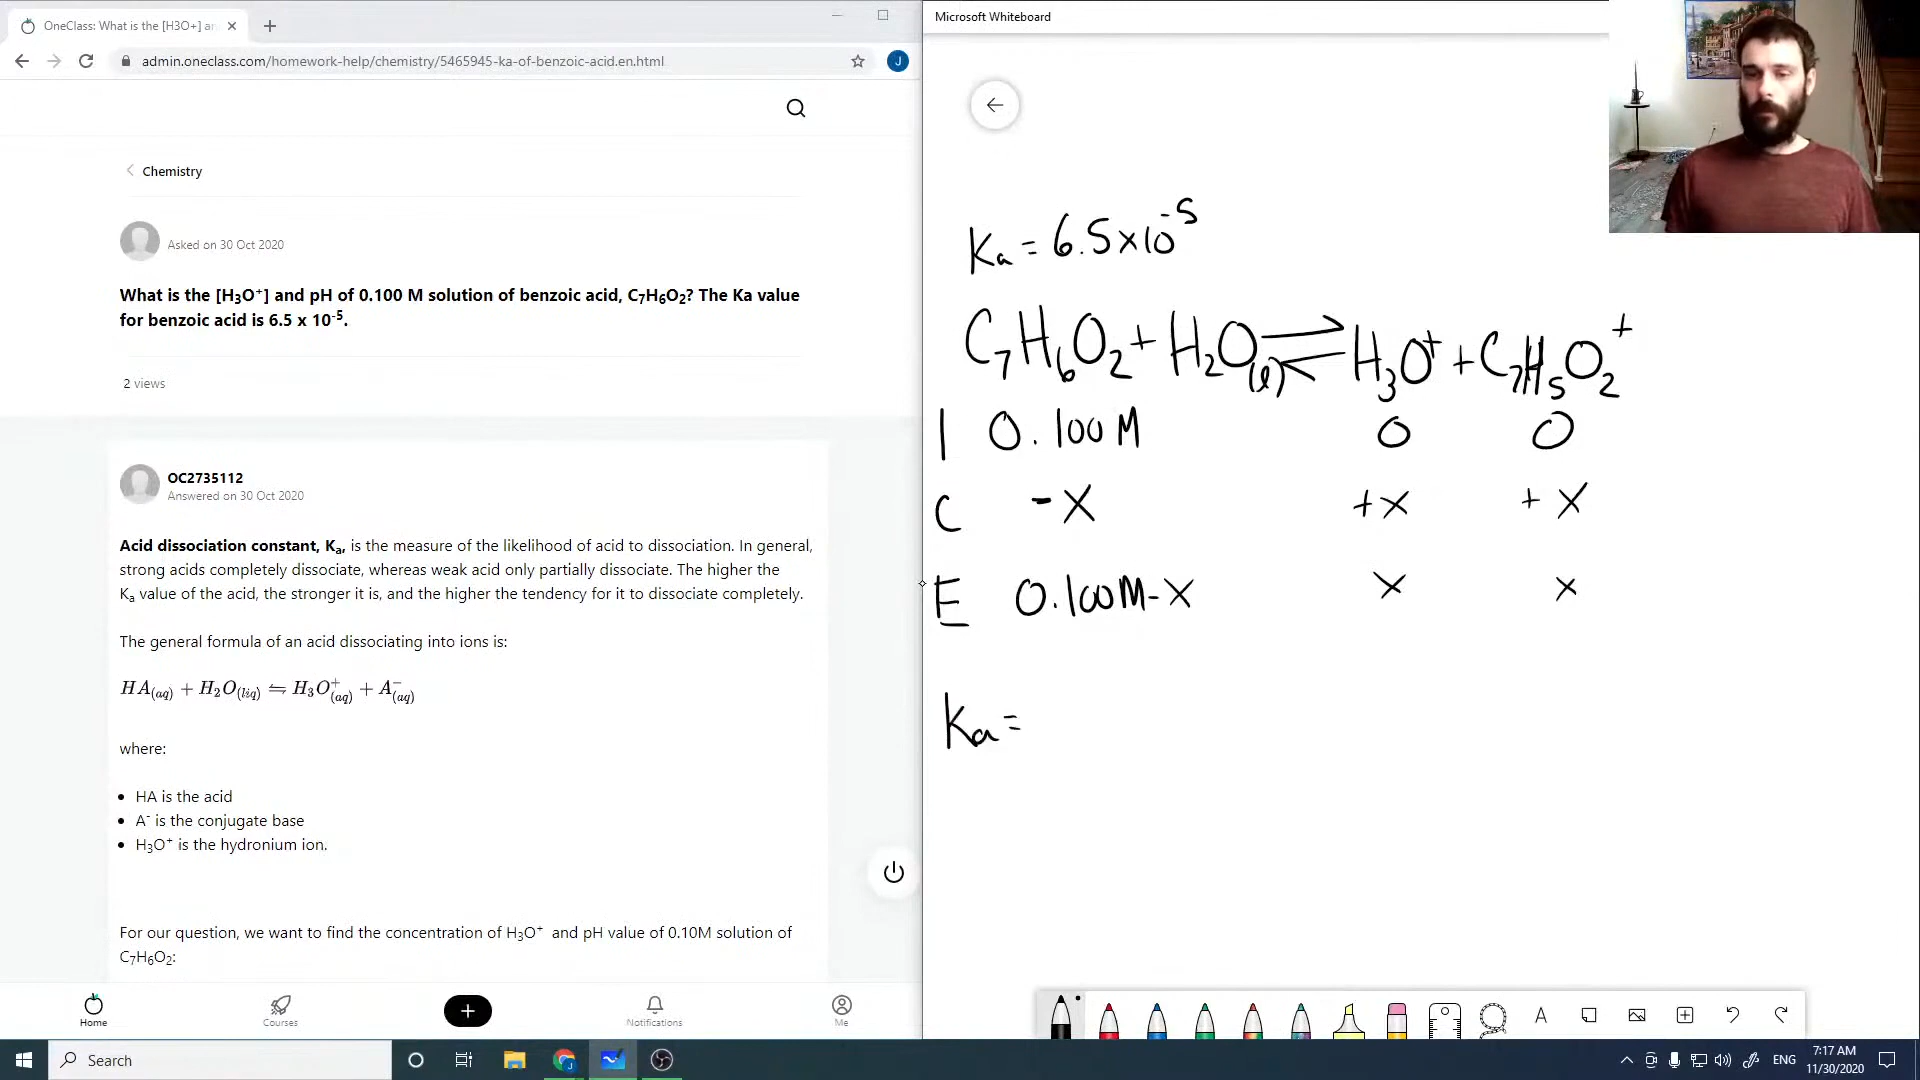 OneClass: What is the [H3O+] an
admin.oneclass.com/homework-help/chemistry/5465945-ka-of-benzoic-acid.en.html
J
Chemistry
Asked on 30 Oct 2020
What is the [H₃O⁺] and pH of 0.100 M solution of benzoic acid, C₇H₆O₂? The Ka value
for benzoic acid is 6.5 x 10⁻⁵.
2 views
OC2735112
Answered on 30 Oct 2020
Acid dissociation constant, Kₐ, is the measure of the likelihood of acid to dissociation. In general,
strong acids completely dissociate, whereas weak acid only partially dissociate. The higher the
Kₐ value of the acid, the stronger it is, and the higher the tendency for it to dissociate completely.
The general formula of an acid dissociating into ions is:
HA(aq) + H₂O(liq) ⇋ H₃O⁺(aq) + A⁻(aq)
where:
• HA is the acid
• A⁻ is the conjugate base
• H₃O⁺ is the hydronium ion.
For our question, we want to find the concentration of H₃O⁺ and pH value of 0.10M solution of
C₇H₆O₂:
Home
Courses
Notifications
Me
Microsoft Whiteboard
Ka = 6.5×10⁻⁵
C₇H₆O₂ + H₂O(l) ⇌ H₃O⁺ + C₇H₅O₂⁺
I 0.100 M 0 0
C -X +X +X
E 0.100M-X X X
Ka =
A
Search
J
ENG
7:17 AM
11/30/2020